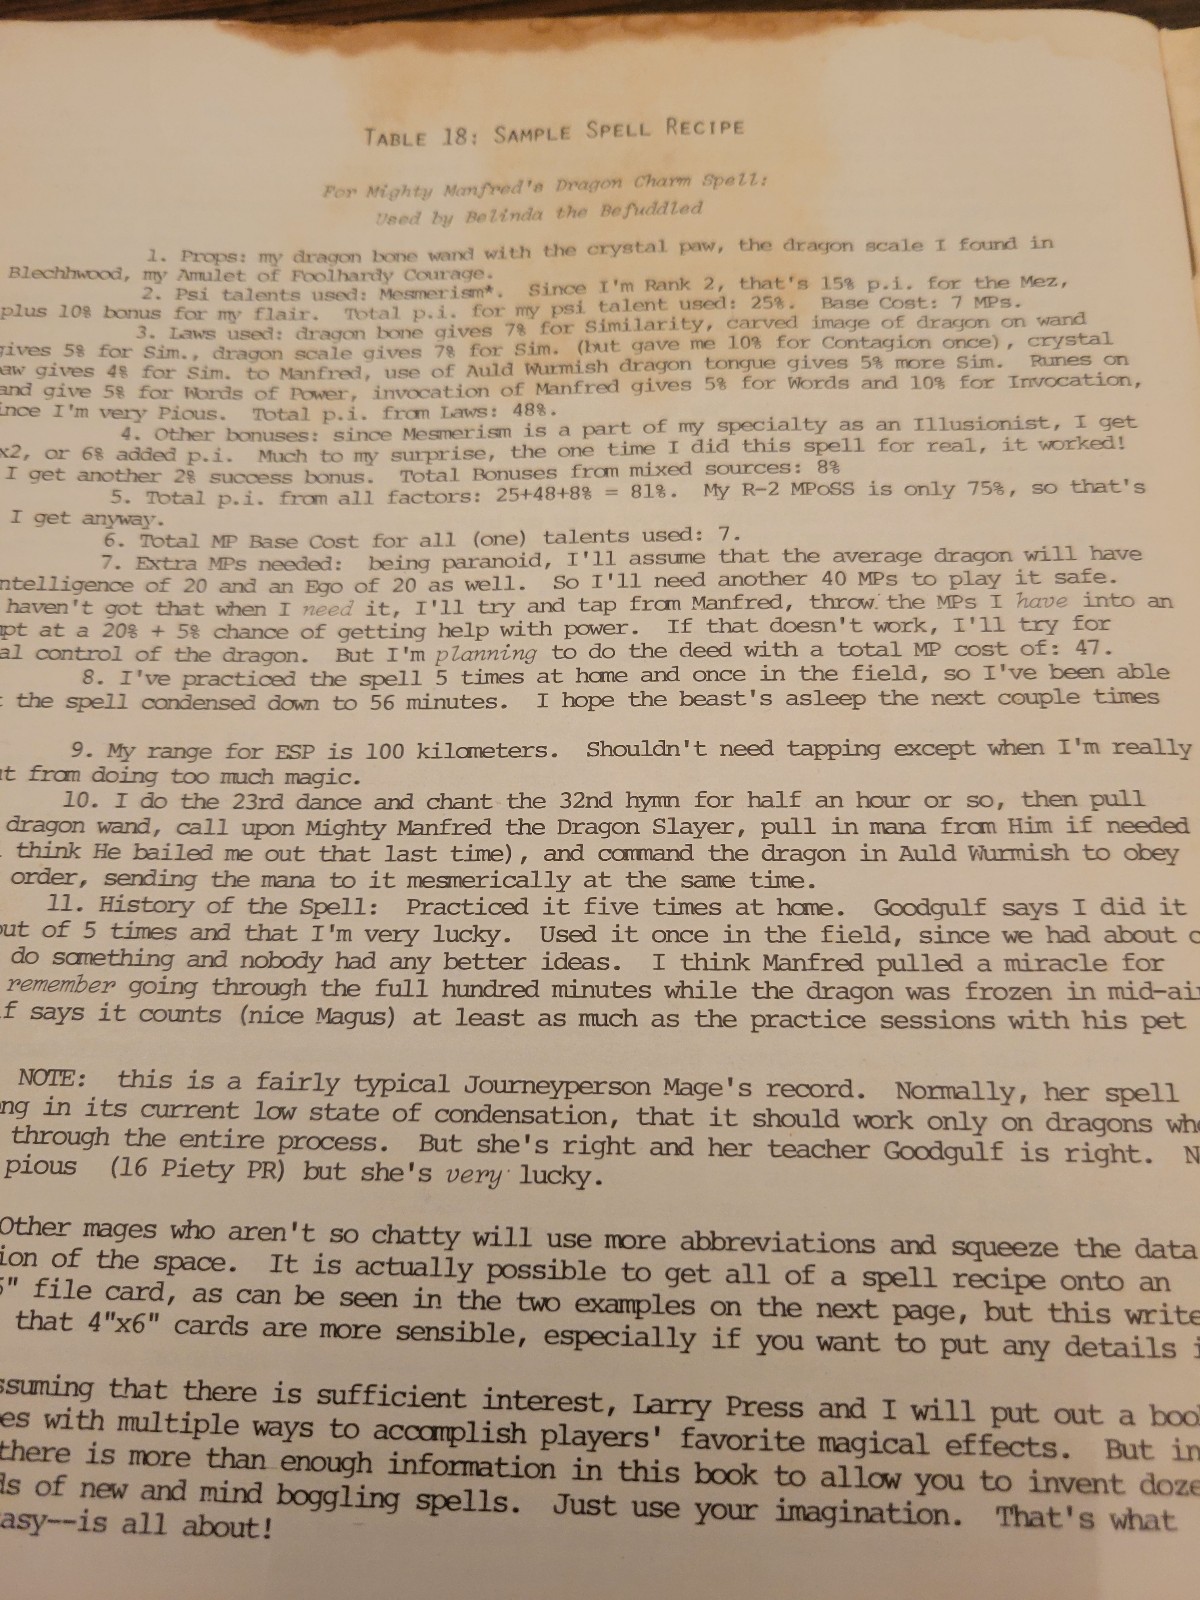 TABLE 18: SAMPLE SPELL RECIPE
For Mighty Manfred's Dragon Charm Spell:
Used by Belinda the Befuddled
1. Props: my dragon bone wand with the crystal paw, the dragon scale I found in
Blechhwood, my Amulet of Foolhardy Courage.
2. Psi talents used: Mesmerism*. Since I'm Rank 2, that's 15% p.i. for the Mez,
plus 10% bonus for my flair. Total p.i. for my psi talent used: 25%. Base Cost: 7 MPs.
3. Laws used: dragon bone gives 7% for Similarity, carved image of dragon on wand
gives 5% for Sim., dragon scale gives 7% for Sim. (but gave me 10% for Contagion once), crystal
aw gives 4% for Sim. to Manfred, use of Auld Wurmish dragon tongue gives 5% more Sim. Runes on
and give 5% for Words of Power, invocation of Manfred gives 5% for Words and 10% for Invocation,
ince I'm very Pious. Total p.i. from Laws: 48%.
4. Other bonuses: since Mesmerism is a part of my specialty as an Illusionist, I get
x2, or 6% added p.i. Much to my surprise, the one time I did this spell for real, it worked!
I get another 2% success bonus. Total Bonuses from mixed sources: 8%
5. Total p.i. from all factors: 25+48+8% = 81%. My R-2 MPoSS is only 75%, so that's
I get anyway.
6. Total MP Base Cost for all (one) talents used: 7.
7. Extra MPs needed: being paranoid, I'll assume that the average dragon will have
ntelligence of 20 and an Ego of 20 as well. So I'll need another 40 MPs to play it safe.
haven't got that when I need it, I'll try and tap from Manfred, throw the MPs I have into an
pt at a 20% + 5% chance of getting help with power. If that doesn't work, I'll try for
al control of the dragon. But I'm planning to do the deed with a total MP cost of: 47.
8. I've practiced the spell 5 times at home and once in the field, so I've been able
the spell condensed down to 56 minutes. I hope the beast's asleep the next couple times
9. My range for ESP is 100 kilometers. Shouldn't need tapping except when I'm really
t from doing too much magic.
10. I do the 23rd dance and chant the 32nd hymn for half an hour or so, then pull
dragon wand, call upon Mighty Manfred the Dragon Slayer, pull in mana from Him if needed
think He bailed me out that last time), and command the dragon in Auld Wurmish to obey
order, sending the mana to it mesmerically at the same time.
11. History of the Spell: Practiced it five times at home. Goodgulf says I did it
ut of 5 times and that I'm very lucky. Used it once in the field, since we had about
do something and nobody had any better ideas. I think Manfred pulled a miracle for
remember going through the full hundred minutes while the dragon was frozen in mid-air
f says it counts (nice Magus) at least as much as the practice sessions with his pet
NOTE: this is a fairly typical Journeyperson Mage's record. Normally, her spell
ng in its current low state of condensation, that it should work only on dragons who
through the entire process. But she's right and her teacher Goodgulf is right. N
pious (16 Piety PR) but she's very lucky.
Other mages who aren't so chatty will use more abbreviations and squeeze the data
ion of the space. It is actually possible to get all of a spell recipe onto an
5" file card, as can be seen in the two examples on the next page, but this write
that 4"x6" cards are more sensible, especially if you want to put any details i
ssuming that there is sufficient interest, Larry Press and I will put out a boo
es with multiple ways to accomplish players' favorite magical effects. But in
there is more than enough information in this book to allow you to invent doze
ds of new and mind boggling spells. Just use your imagination. That's what
asy--is all about!